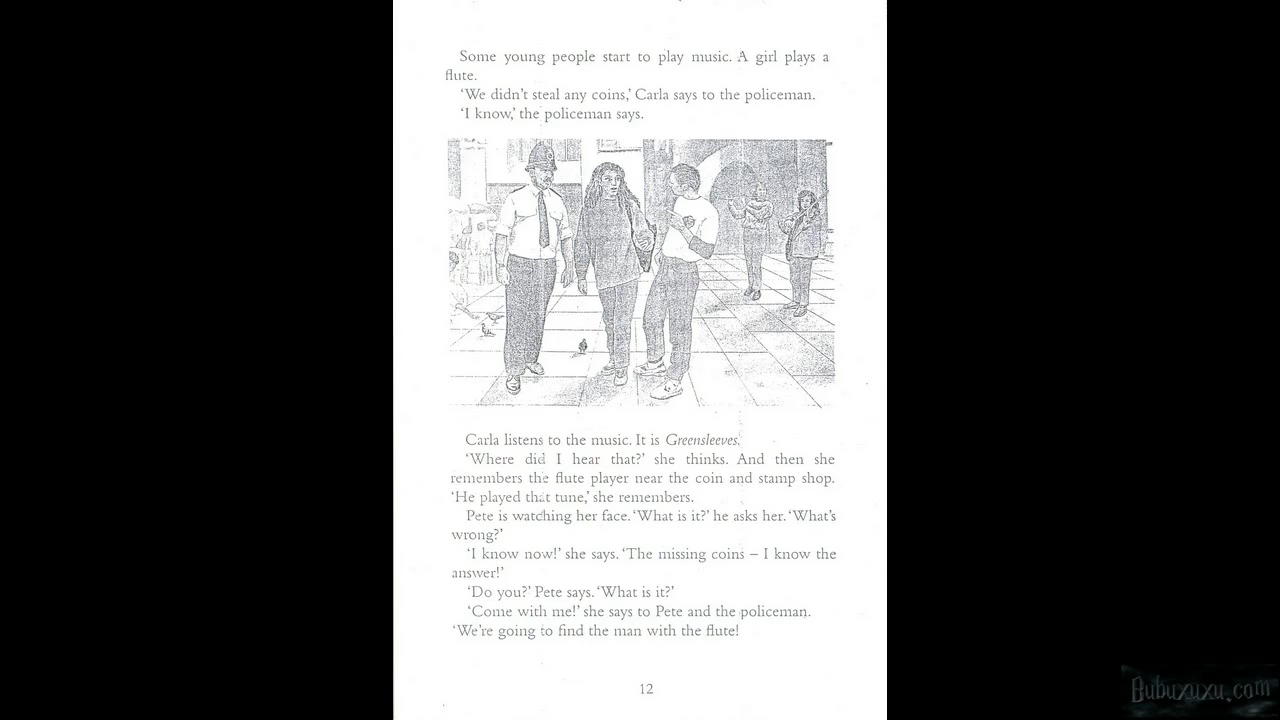 Some young people start to play music. A girl plays a
flute.
‘We didn’t steal any coins,’ Carla says to the policeman.
‘I know,’ the policeman says.
Carla listens to the music. It is Greensleeves.
‘Where did I hear that?’ she thinks. And then she
remembers the flute player near the coin and stamp shop.
‘He played that tune,’ she remembers.
Pete is watching her face. ‘What is it?’ he asks her. ‘What’s
wrong?’
‘I know now!’ she says. ‘The missing coins – I know the
answer!’
‘Do you?’ Pete says. ‘What is it?’
‘Come with me!’ she says to Pete and the policeman.
‘We’re going to find the man with the flute!
12
Bubuxuxu.com